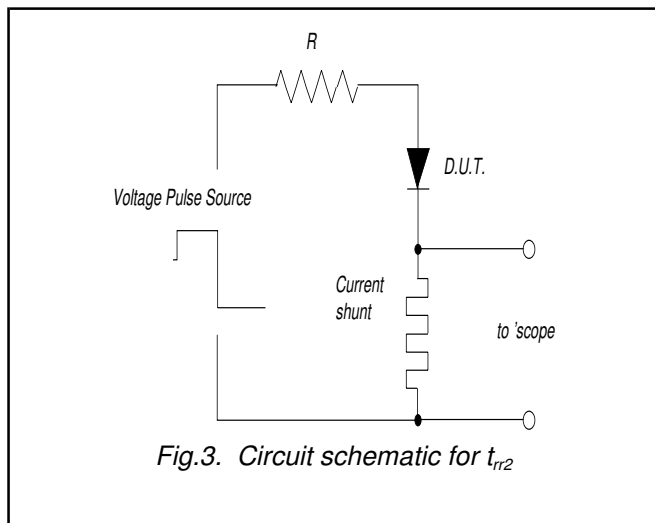 R
D.U.T.
Voltage Pulse Source
Current
shunt
to 'scope
Fig.3. Circuit schematic for trr2